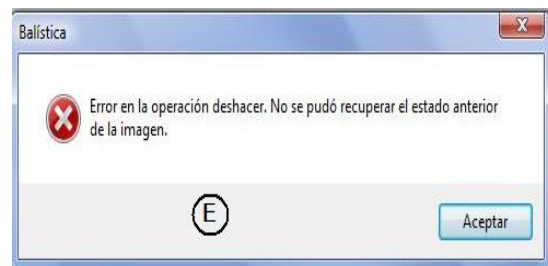 Balística
Error en la operación deshacer. No se pudó recuperar el estado anterior
de la imagen.
E
Aceptar